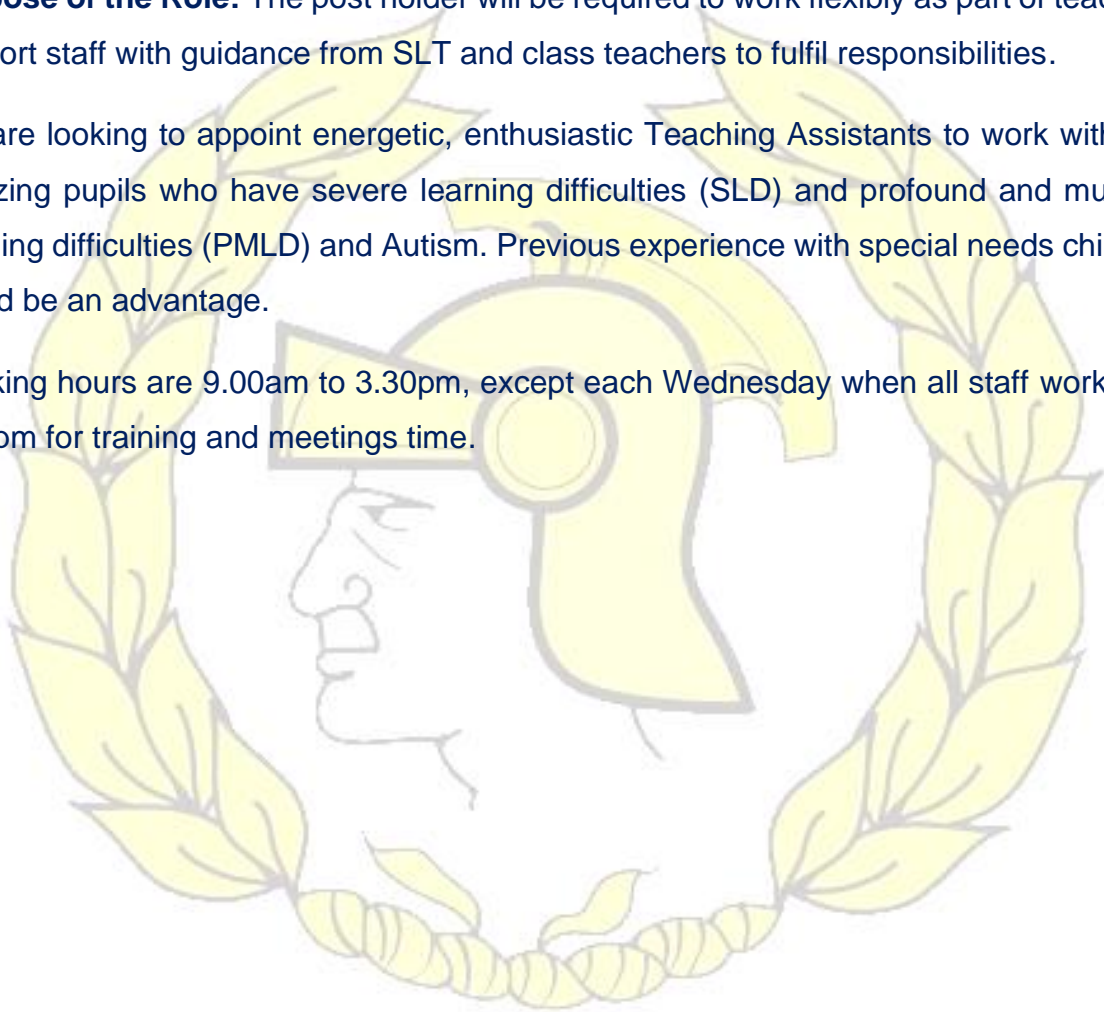 ose of the Role: The post holder will be required to work flexibly as part of teac
ort staff with guidance from SLT and class teachers to fulfil responsibilities.
are looking to appoint energetic, enthusiastic Teaching Assistants to work with
zing pupils who have severe learning difficulties (SLD) and profound and mu
ing difficulties (PMLD) and Autism. Previous experience with special needs chi
d be an advantage.
king hours are 9.00am to 3.30pm, except each Wednesday when all staff work
om for training and meetings time.